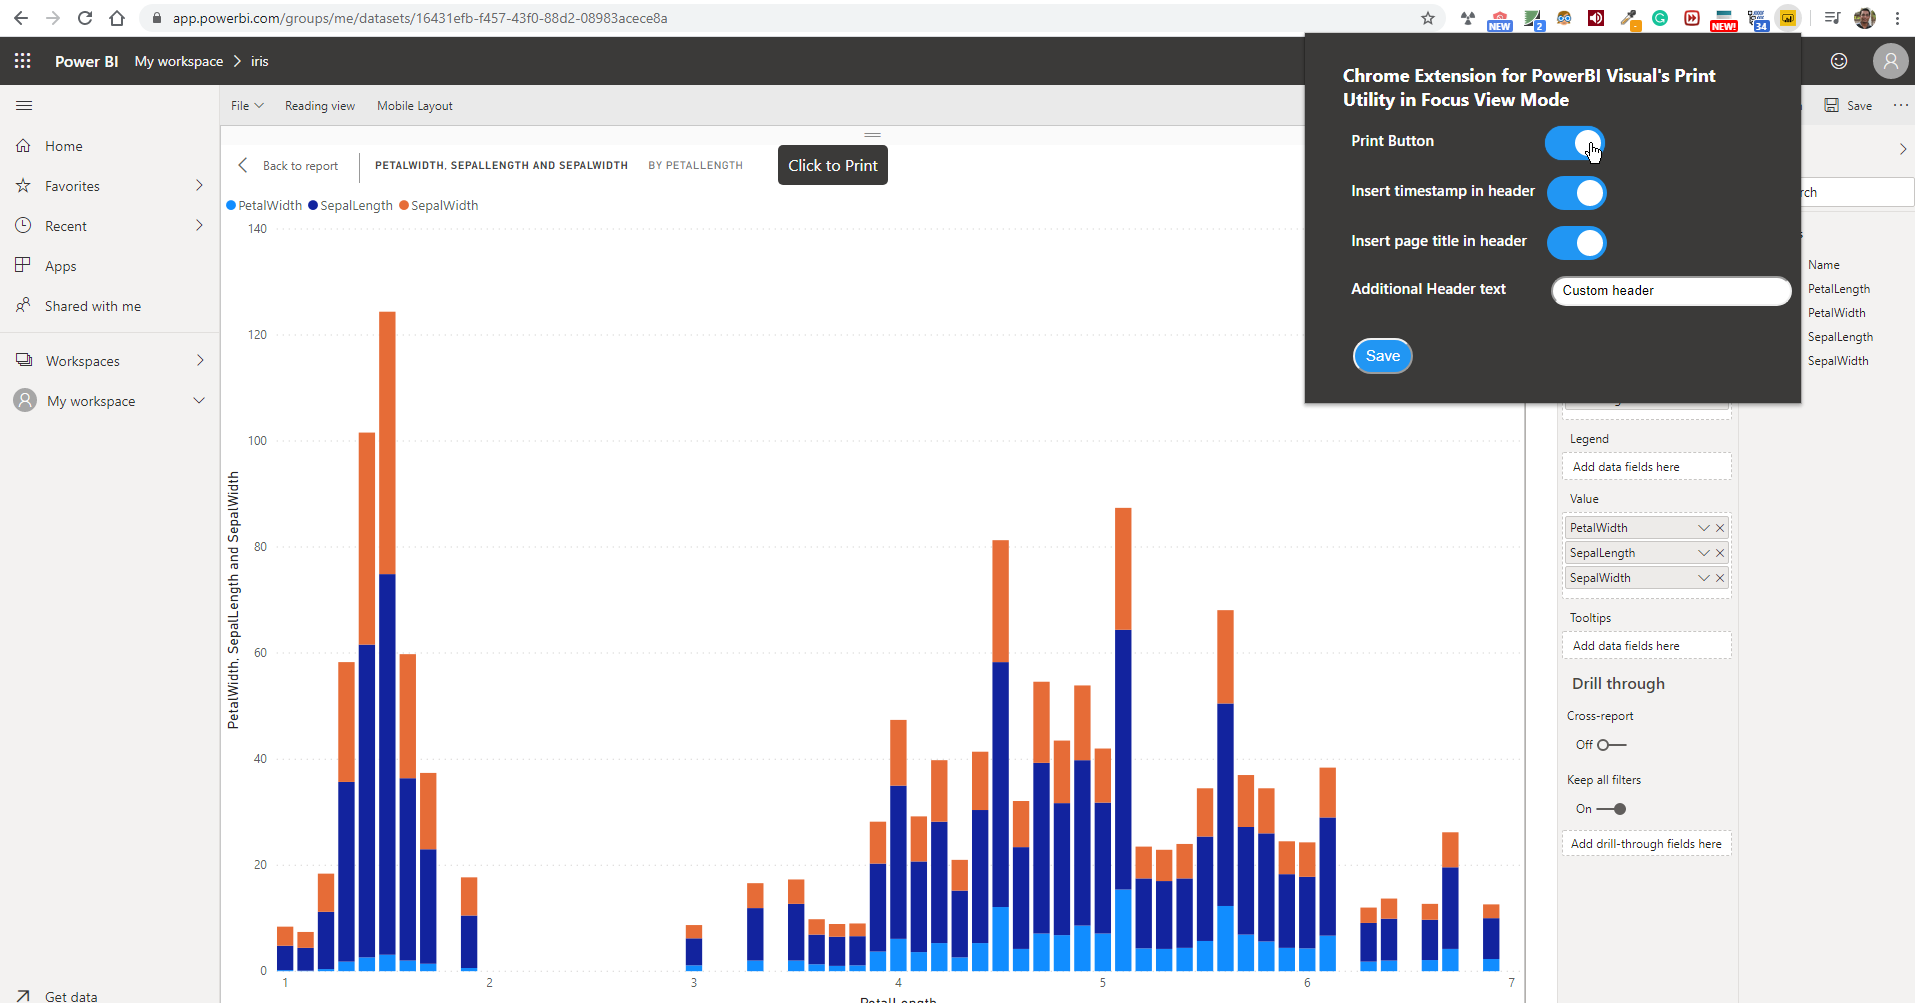 app.powerbi.com/groups/me/datasets/16431efb-f457-43f0-88d2-08983acece8a
NEW
2
NEW!
34
Power BI
My workspace
iris
Chrome Extension for PowerBI Visual's Print
Utility in Focus View Mode
Print Button
Insert timestamp in header
Insert page title in header
Additional Header text
Custom header
Save
File
Reading view
Mobile Layout
Save
Home
Favorites
Recent
Apps
Shared with me
Workspaces
My workspace
Get data
Back to report
PETALWIDTH, SEPALLENGTH AND SEPALWIDTH
BY PETALLENGTH
Click to Print
PetalWidth
SepalLength
SepalWidth
140
120
100
80
60
40
20
0
PetalWidth, SepalLength and SepalWidth
1
2
3
4
5
6
7
PetalLength
Legend
Add data fields here
Value
PetalWidth
SepalLength
SepalWidth
Tooltips
Add data fields here
Drill through
Cross-report
Off
Keep all filters
On
Add drill-through fields here
rch
Name
PetalLength
PetalWidth
SepalLength
SepalWidth